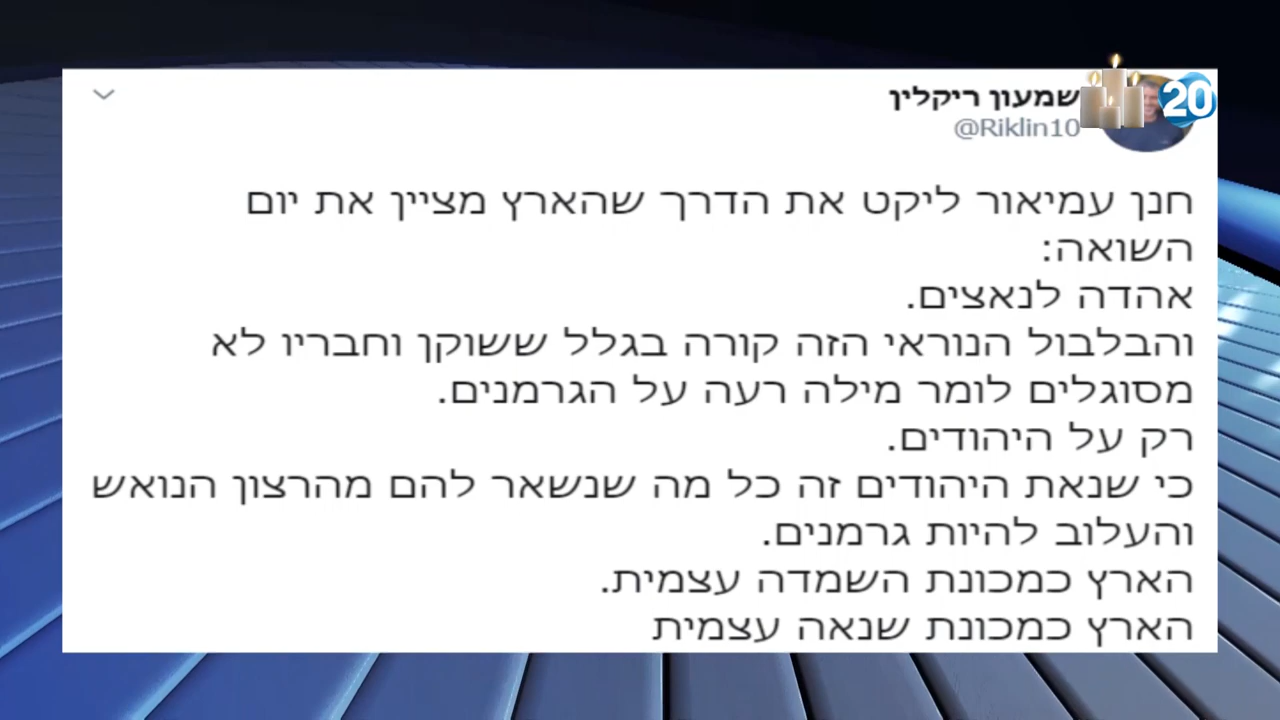 20
שמעון ריקלין
@Riklin10
חנן עמיאור ליקט את הדרך שהארץ מציין את יום
השואה:
אהדה לנאצים.
והבלבול הנוראי הזה קורה בגלל ששוקן וחבריו לא
מסוגלים לומר מילה רעה על הגרמנים.
רק על היהודים.
כי שנאת היהודים זה כל מה שנשאר להם מהרצון הנואש
והעלוב להיות גרמנים.
הארץ כמכונת השמדה עצמית.
הארץ כמכונת שנאה עצמית